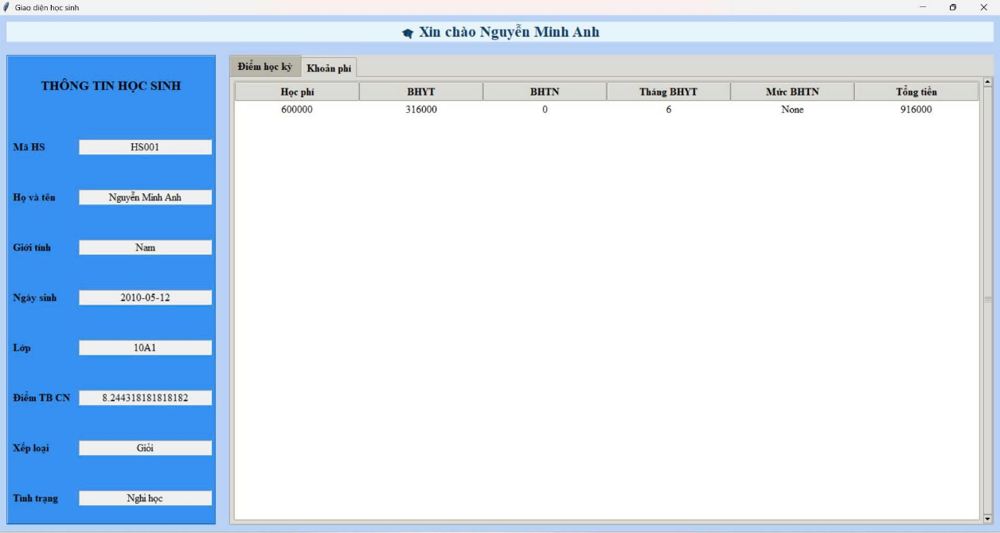 Giao diện học sinh
Xin chào Nguyễn Minh Anh
THÔNG TIN HỌC SINH
Mã HS HS001
Họ và tên Nguyễn Minh Anh
Giới tính Nam
Ngày sinh 2010-05-12
Lớp 10A1
Điểm TB CN 8.244318181818182
Xếp loại Giỏi
Tình trạng Nghỉ học
Điểm học kỳ Khoản phí
Học phí BHYT BHTN Tháng BHYT Mức BHTN Tổng tiền
600000 316000 0 6 None 916000